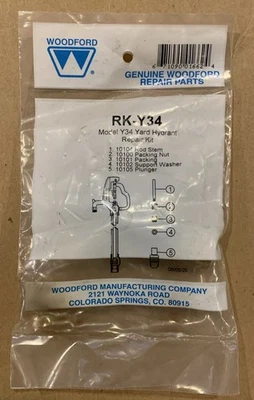 WOODFORD
W
GENUINE WOODFORD
REPAIR PARTS
RK-Y34
Model Y34 Yard Hydrant
Repair Kit
1. 10104 Rod Stem
2. 10100 Packing Nut
3. 10101 Packing
4. 10102 Support Washer
5. 10105 Plunger
1
2
3
4
5
WOODFORD MANUFACTURING COMPANY
2121 WAYNOKA ROAD
COLORADO SPRINGS, CO. 80915